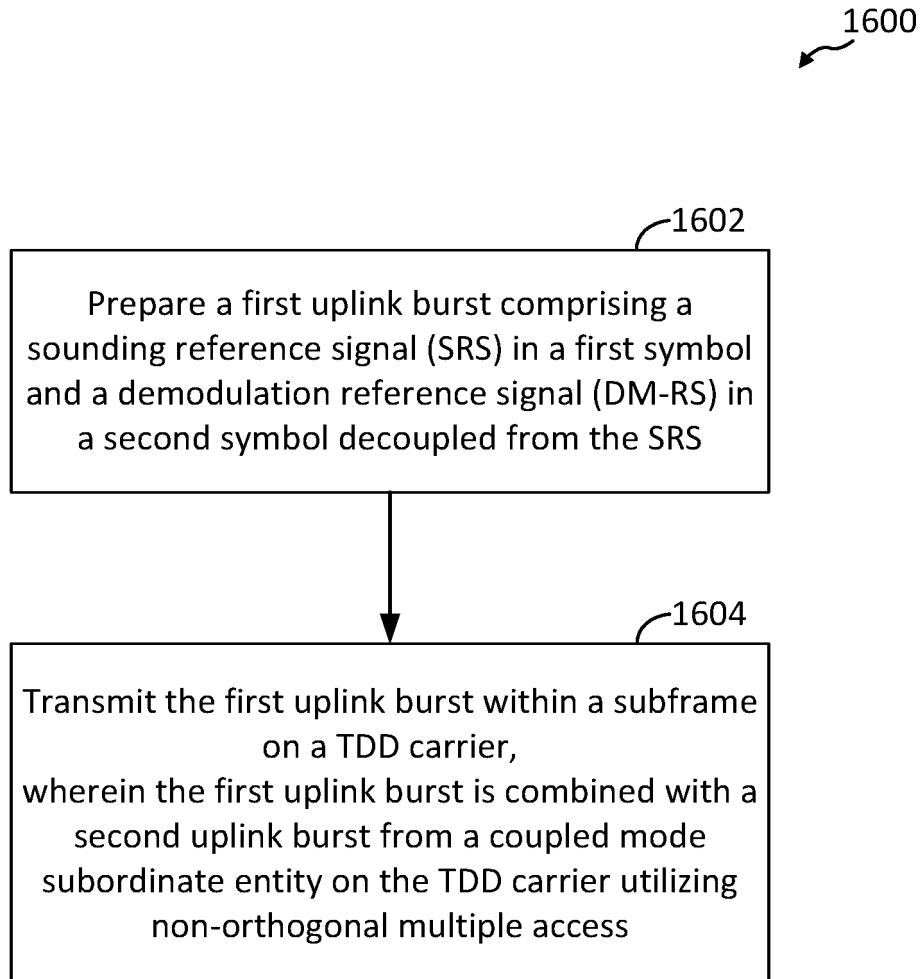 1600
1602
Prepare a first uplink burst comprising a
sounding reference signal (SRS) in a first symbol
and a demodulation reference signal (DM-RS) in
a second symbol decoupled from the SRS
1604
Transmit the first uplink burst within a subframe
on a TDD carrier,
wherein the first uplink burst is combined with a
second uplink burst from a coupled mode
subordinate entity on the TDD carrier utilizing
non-orthogonal multiple access